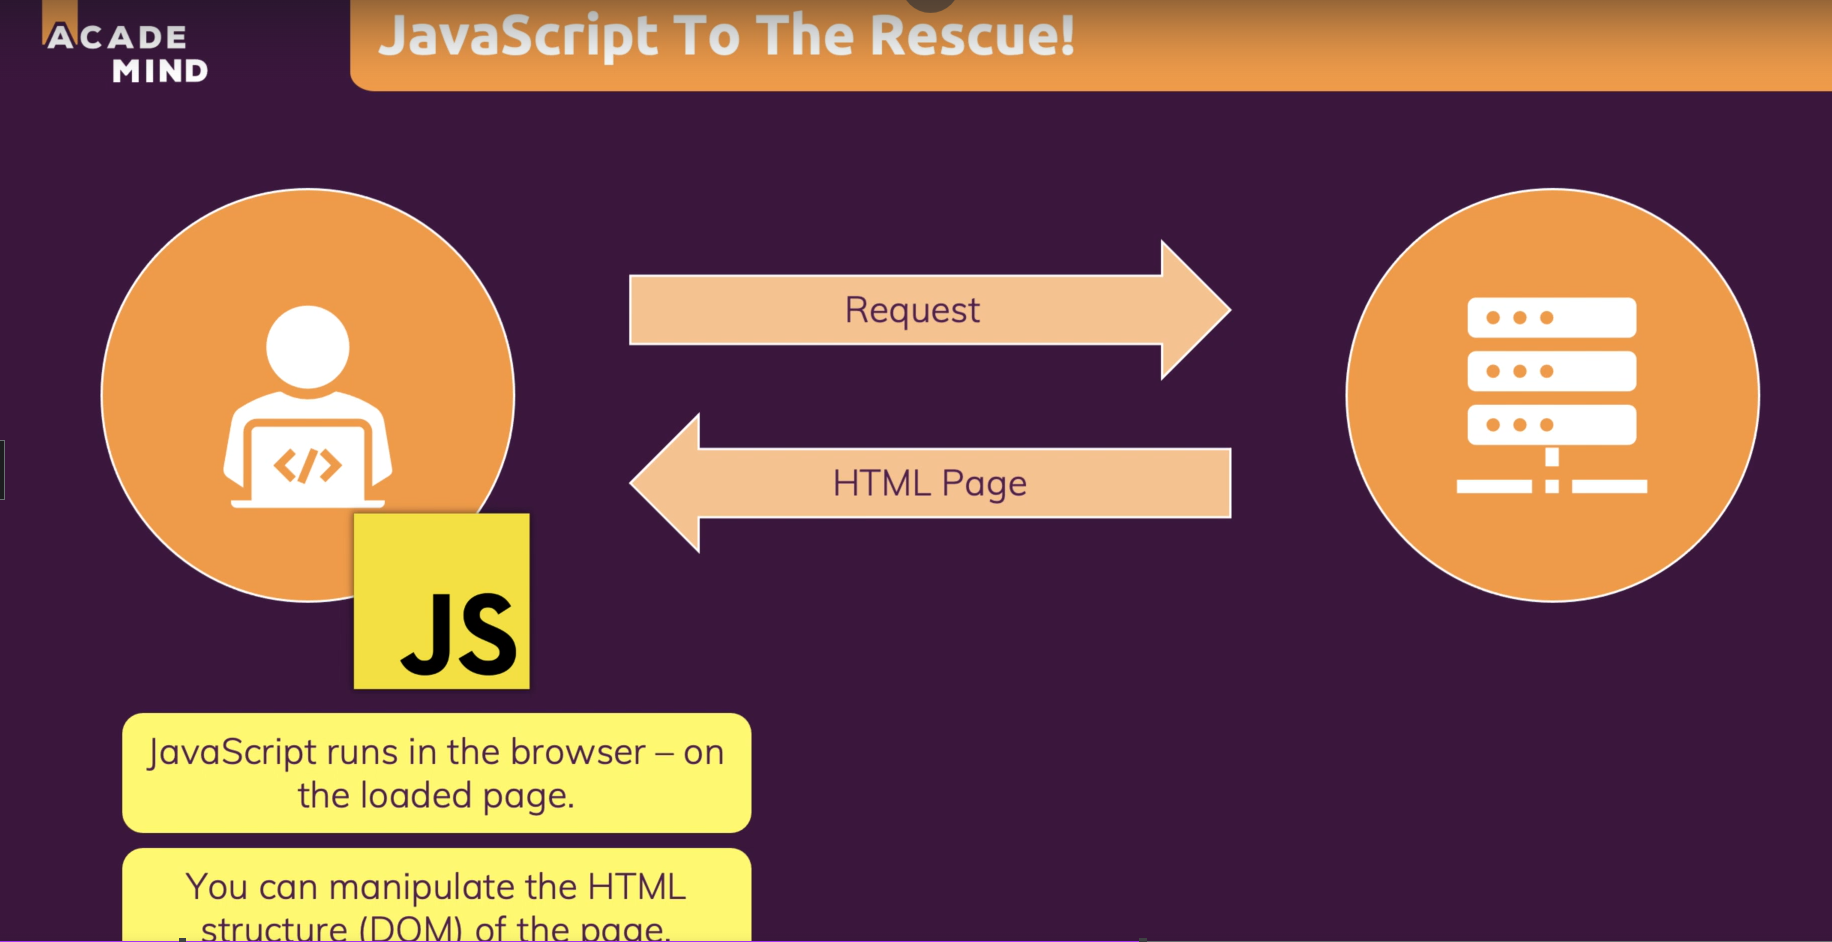 ACADE
MIND
JavaScript To The Rescue!
Request
HTML Page
</>
JS
JavaScript runs in the browser – on
the loaded page.
You can manipulate the HTML
structure (DOM) of the page.